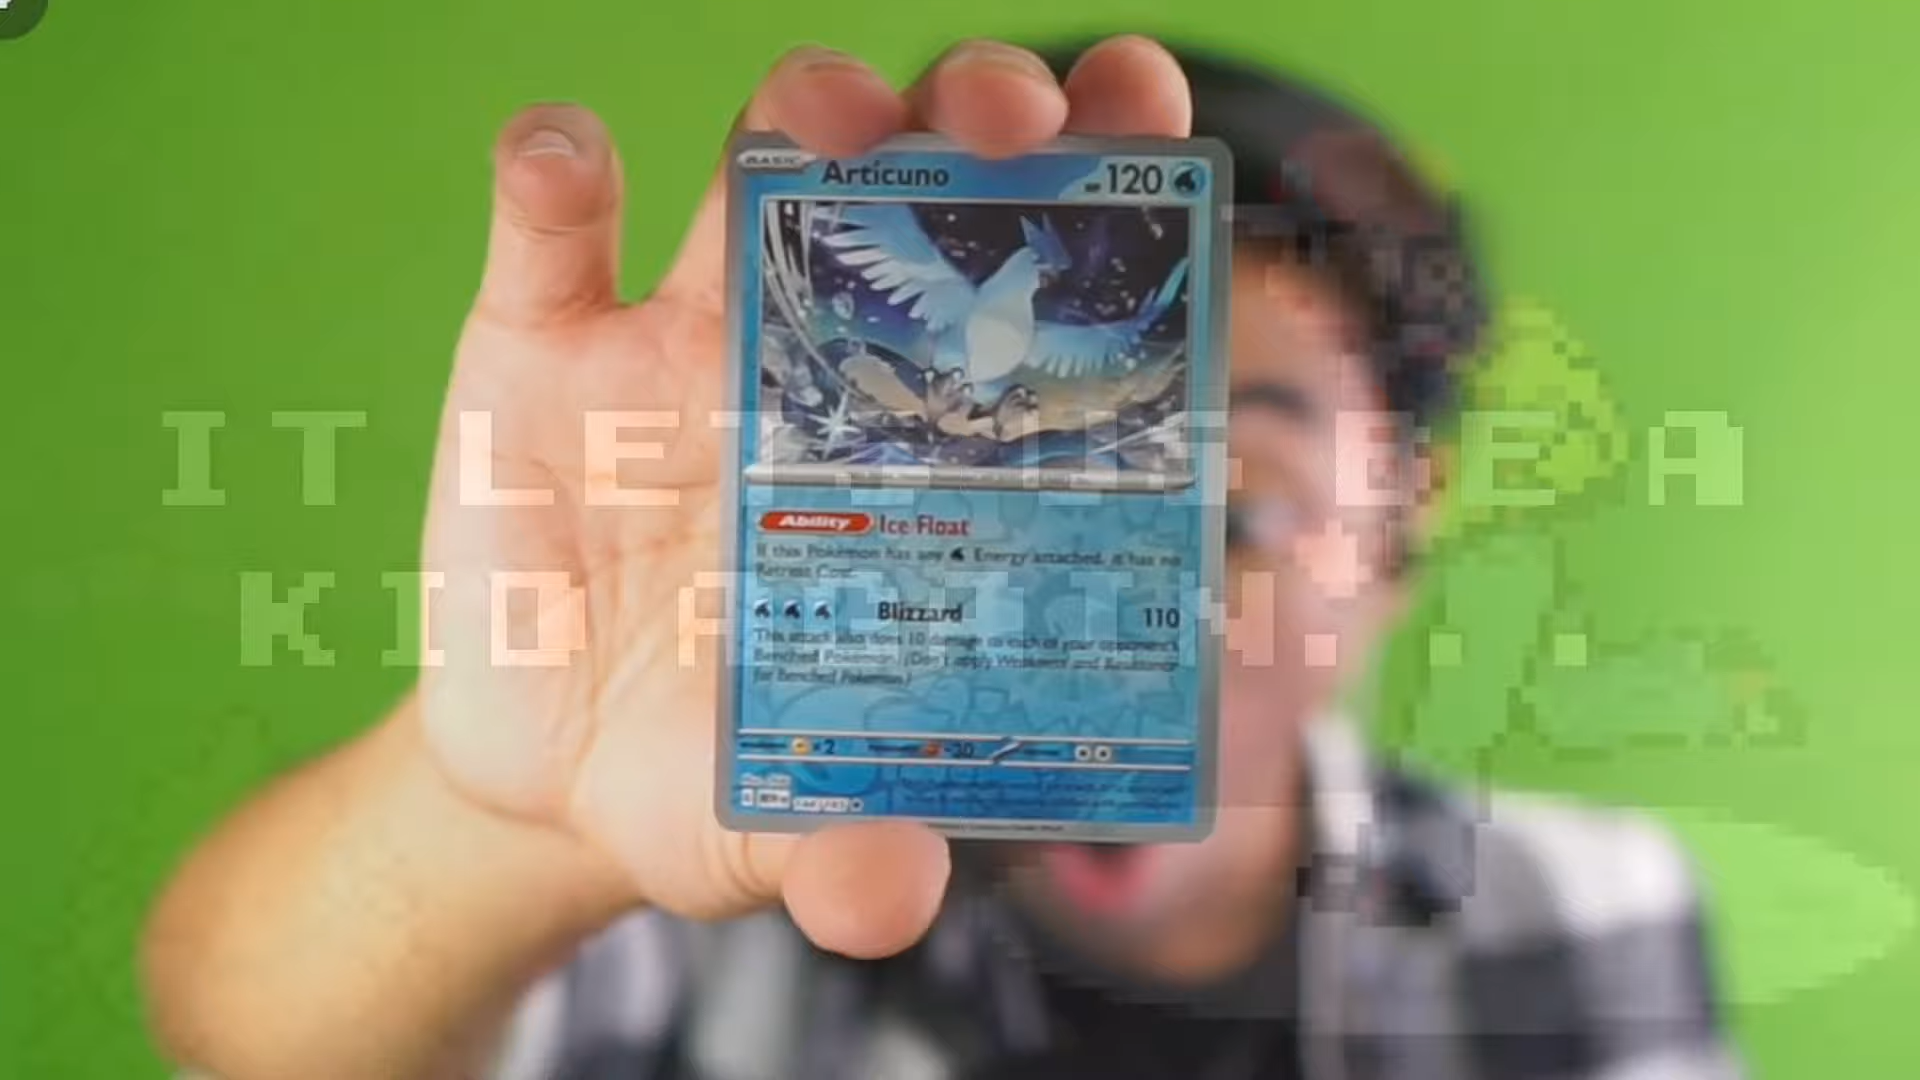 BASIC Articuno HP 120
IT LETS US BE A
Ability Ice Float
If this Pokémon has any Energy attached, it has no
Retreat Cost.
KID AGAIN...
Blizzard 110
This attack also does 10 damage to each of your opponent's
Benched Pokémon. (Don't apply Weakness and Resistance
for Benched Pokémon.)
×2 -30